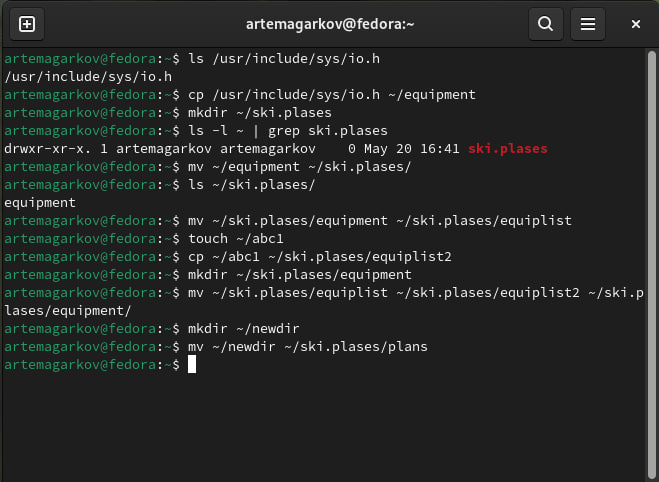 artemagarkov@fedora:~
artemagarkov@fedora:~$ ls /usr/include/sys/io.h
/usr/include/sys/io.h
artemagarkov@fedora:~$ cp /usr/include/sys/io.h ~/equipment
artemagarkov@fedora:~$ mkdir ~/ski.plases
artemagarkov@fedora:~$ ls -l ~ | grep ski.plases
drwxr-xr-x. 1 artemagarkov artemagarkov    0 May 20 16:41 ski.plases
artemagarkov@fedora:~$ mv ~/equipment ~/ski.plases/
artemagarkov@fedora:~$ ls ~/ski.plases/
equipment
artemagarkov@fedora:~$ mv ~/ski.plases/equipment ~/ski.plases/equiplist
artemagarkov@fedora:~$ touch ~/abc1
artemagarkov@fedora:~$ cp ~/abc1 ~/ski.plases/equiplist2
artemagarkov@fedora:~$ mkdir ~/ski.plases/equipment
artemagarkov@fedora:~$ mv ~/ski.plases/equiplist ~/ski.plases/equiplist2 ~/ski.p
lases/equipment/
artemagarkov@fedora:~$ mkdir ~/newdir
artemagarkov@fedora:~$ mv ~/newdir ~/ski.plases/plans
artemagarkov@fedora:~$